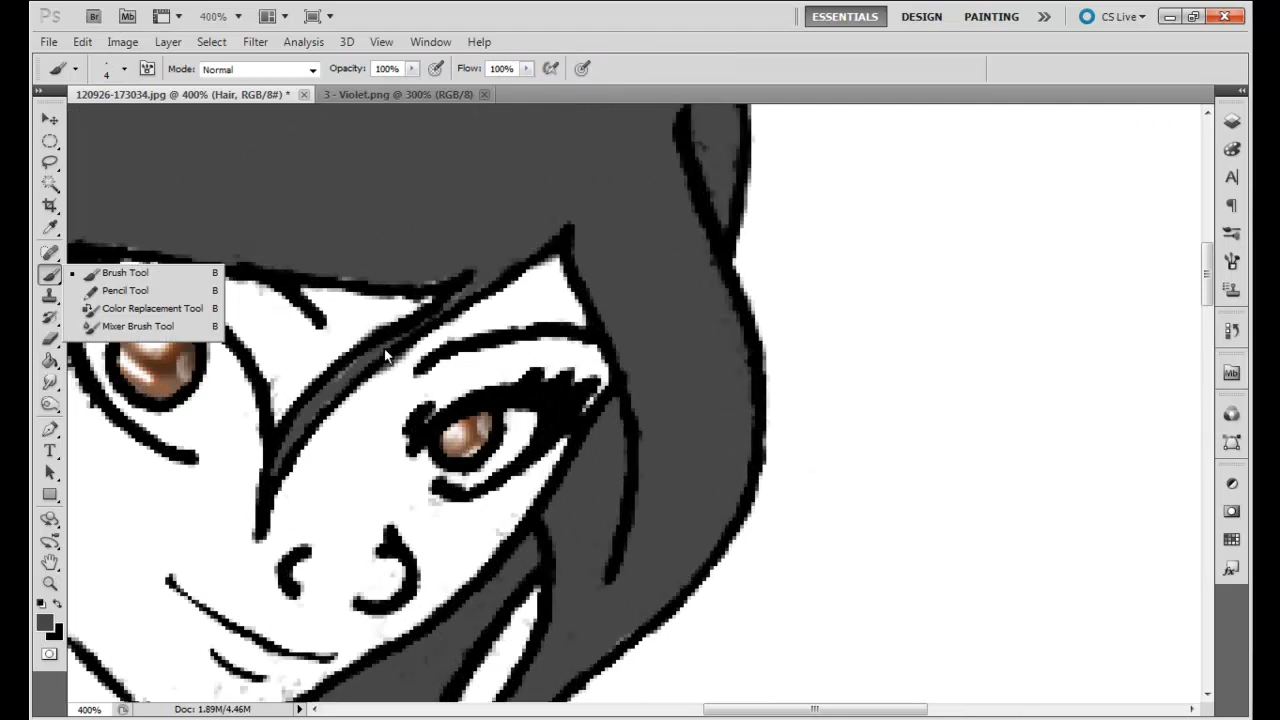 Ps Br Mb 400% ESSENTIALS DESIGN PAINTING CS Live
File Edit Image Layer Select Filter Analysis 3D View Window Help
4 Mode: Normal Opacity: 100% Flow: 100%
120926-173034.jpg @ 400% (Hair, RGB/8#) * 3 - Violet.png @ 300% (RGB/8)
Brush Tool B
Pencil Tool B
Color Replacement Tool B
Mixer Brush Tool B
Mb
400% Doc: 1.89M/4.46M